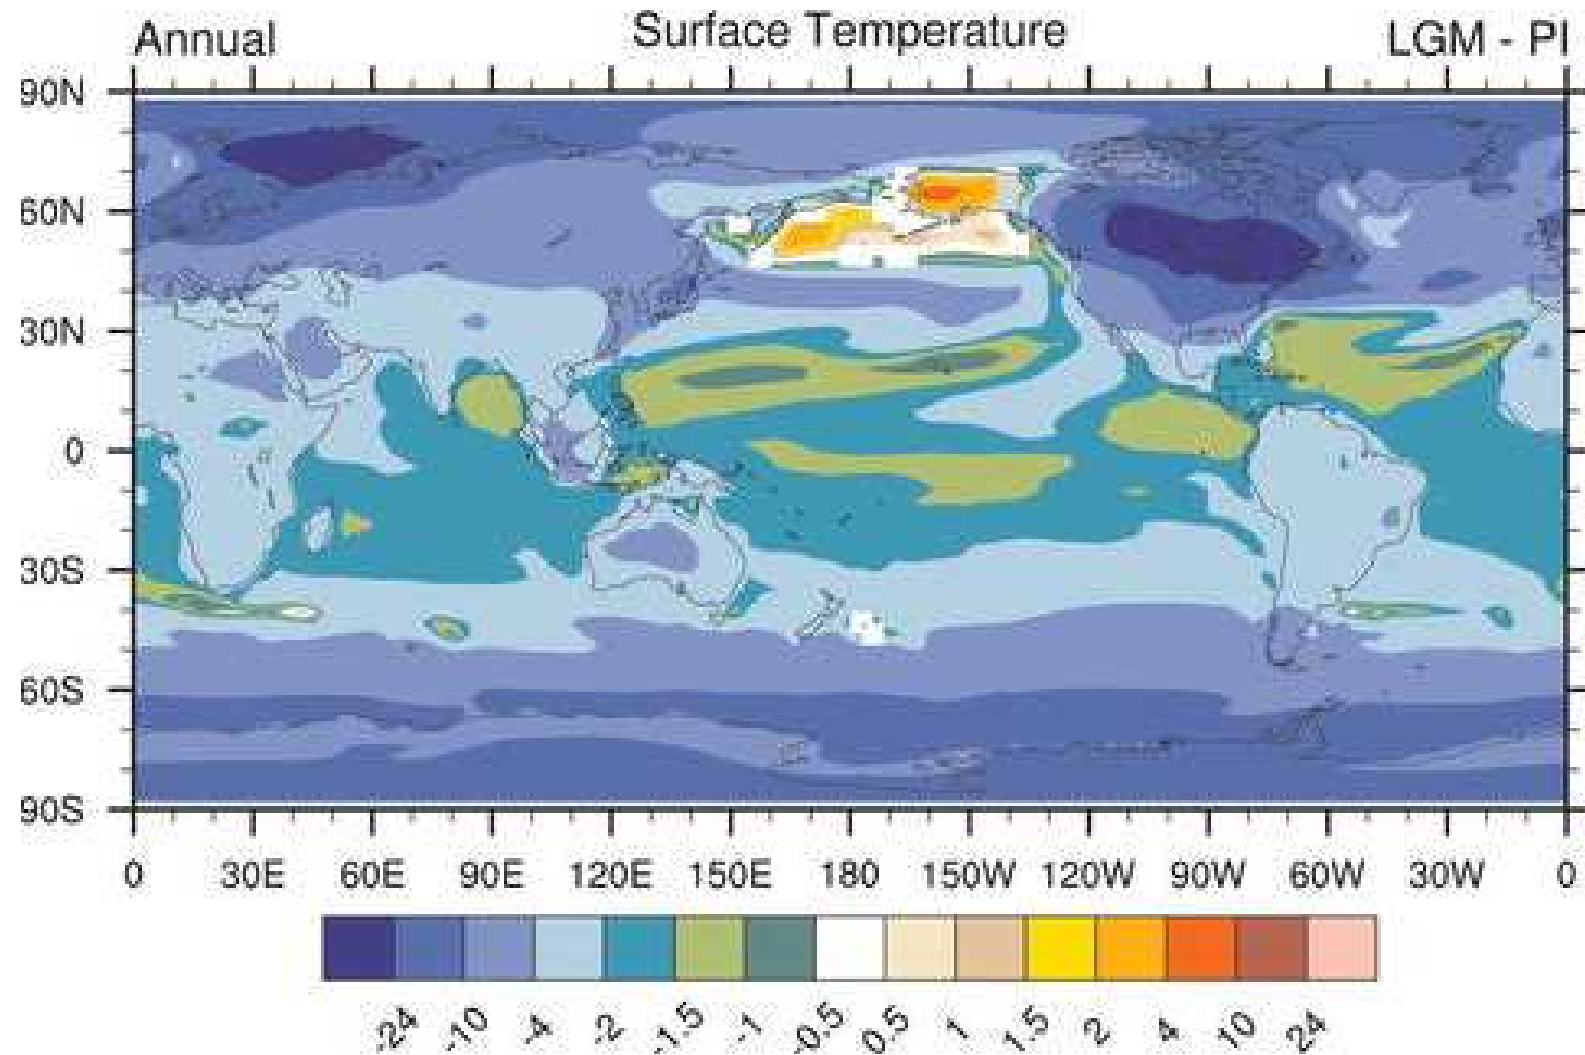 Annual Surface Temperature LGM - PI
90N
60N
30N
0
30S
60S
90S
0 30E 60E 90E 120E 150E 180 150W 120W 90W 60W 30W 0
-24 -10 -4 -2 -1.5 -1 -0.5 0.5 1 1.5 2 4 10 24